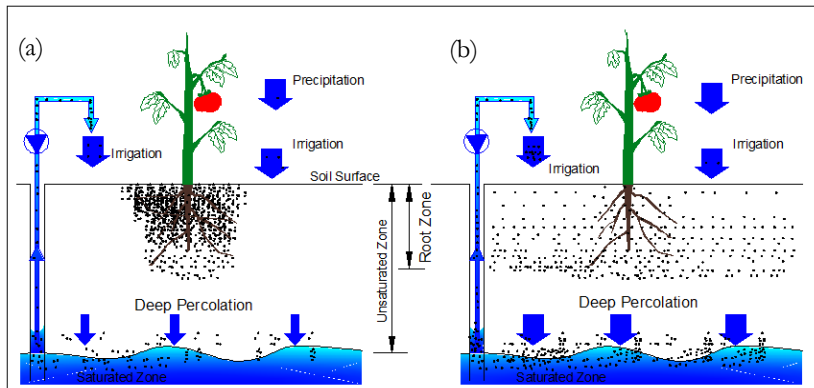 (a)
Precipitation
Irrigation
Irrigation
Soil Surface
Unsaturated Zone
Root Zone
Deep Percolation
Saturated Zone
(b)
Precipitation
Irrigation
Irrigation
Deep Percolation
Saturated Zone